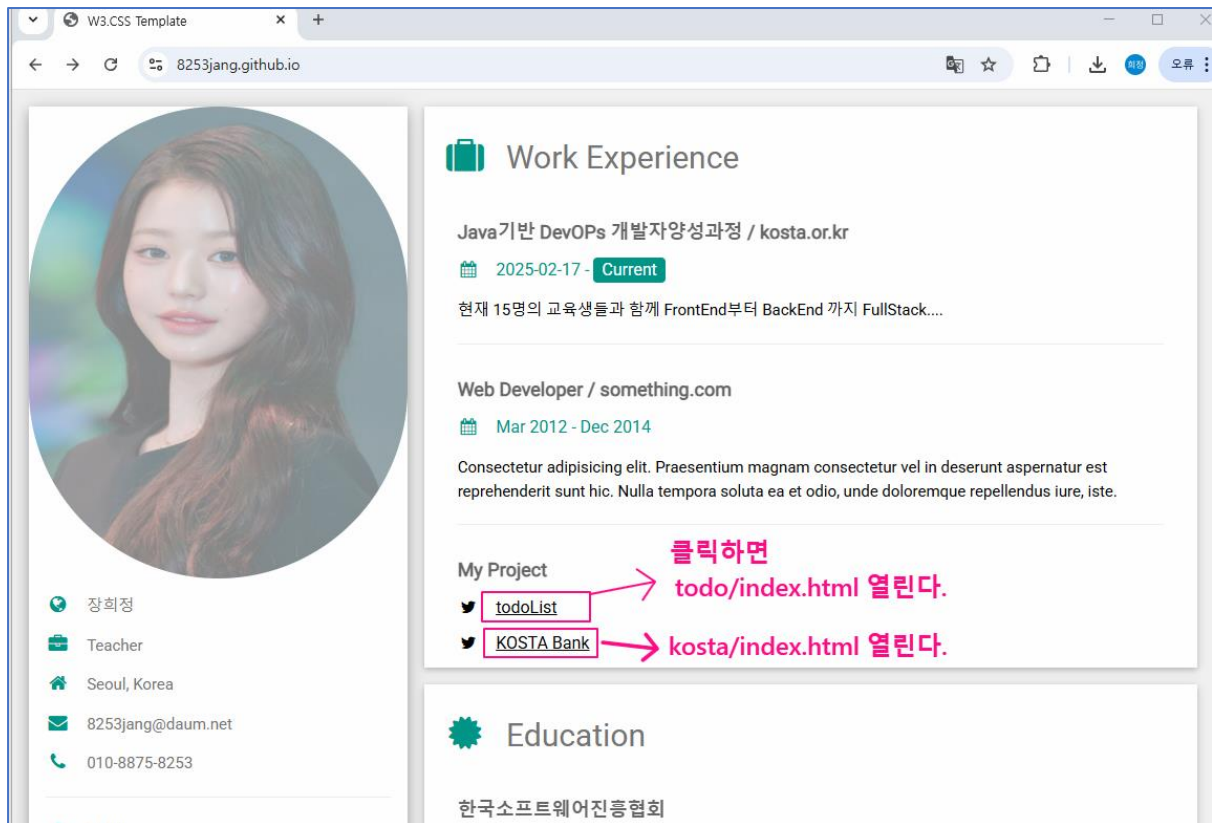 W3.CSS Template
8253jang.github.io
희정
오류
Work Experience
Java기반 DevOPs 개발자양성과정 / kosta.or.kr
2025-02-17 - Current
현재 15명의 교육생들과 함께 FrontEnd부터 BackEnd 까지 FullStack....
Web Developer / something.com
Mar 2012 - Dec 2014
Consectetur adipisicing elit. Praesentium magnam consectetur vel in deserunt aspernatur est
reprehenderit sunt hic. Nulla tempora soluta ea et odio, unde doloremque repellendus iure, iste.
My Project
todoList
KOSTA Bank
클릭하면
todo/index.html 열린다.
kosta/index.html 열린다.
장희정
Teacher
Seoul, Korea
8253jang@daum.net
010-8875-8253
Education
한국소프트웨어진흥협회